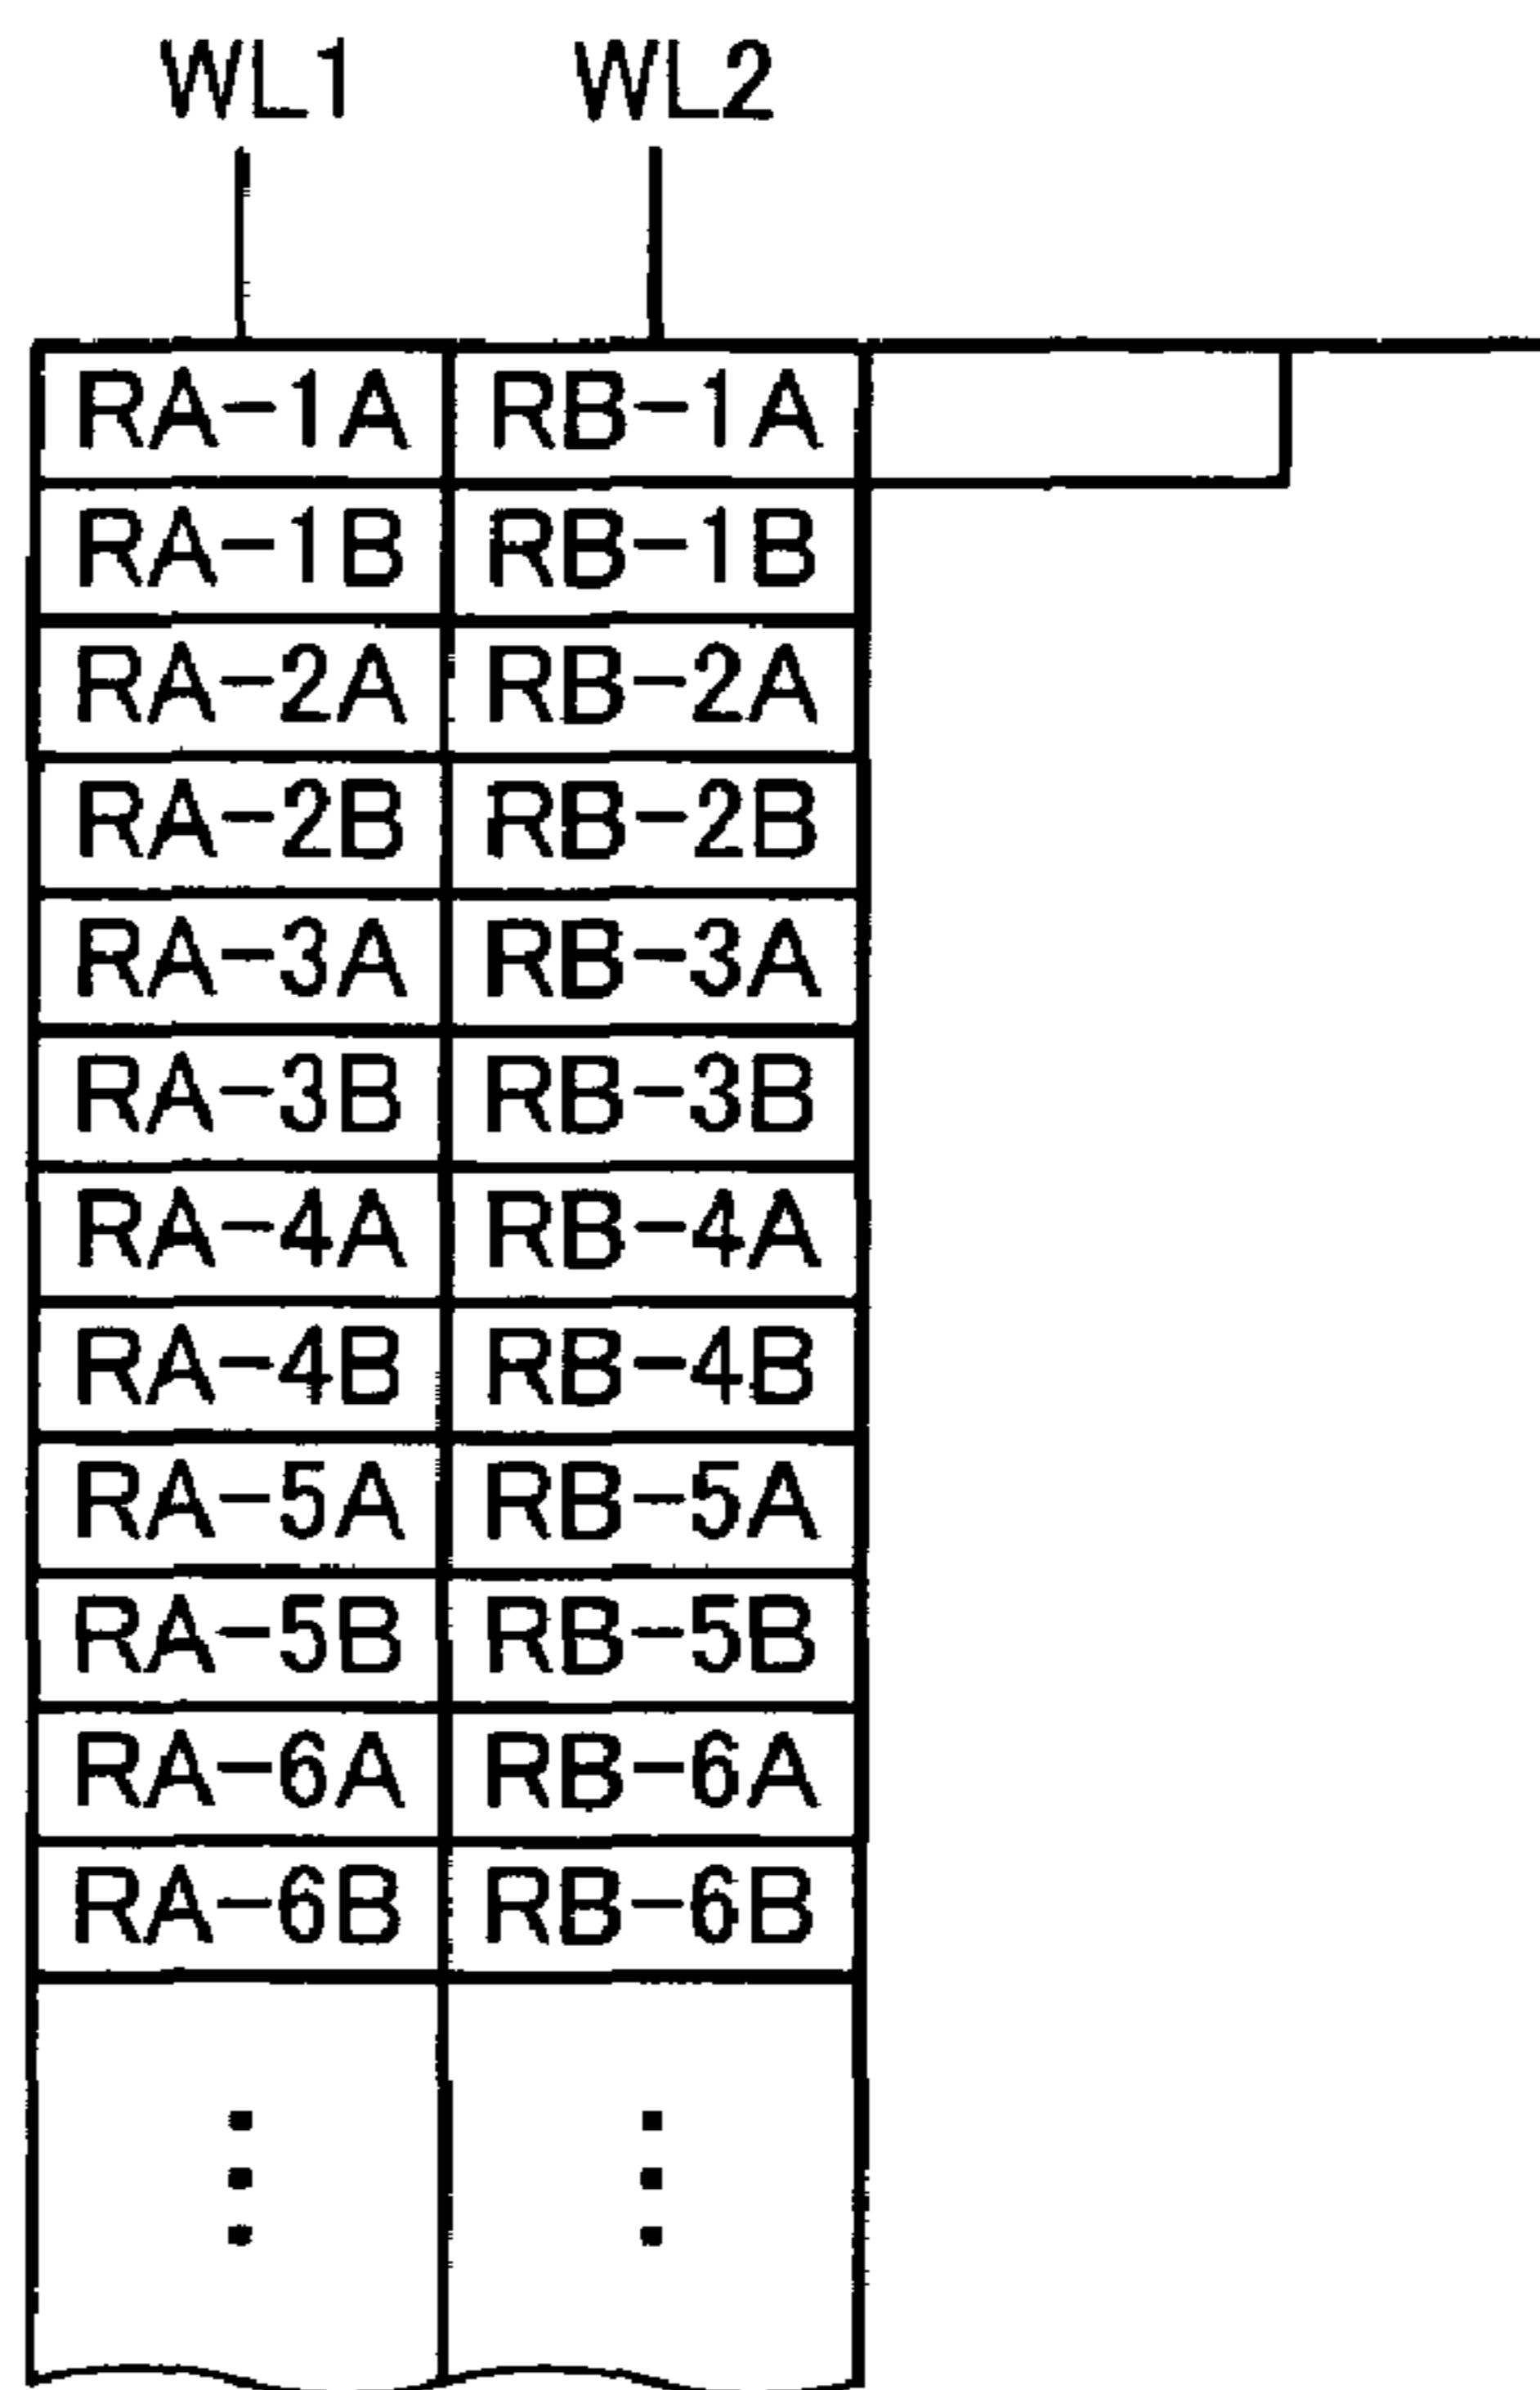 WL1 WL2
RA-1A RB-1A
RA-1B RB-1B
RA-2A RB-2A
RA-2B RB-2B
RA-3A RB-3A
RA-3B RB-3B
RA-4A RB-4A
RA-4B RB-4B
RA-5A RB-5A
RA-5B RB-5B
RA-6A RB-6A
RA-6B RB-6B